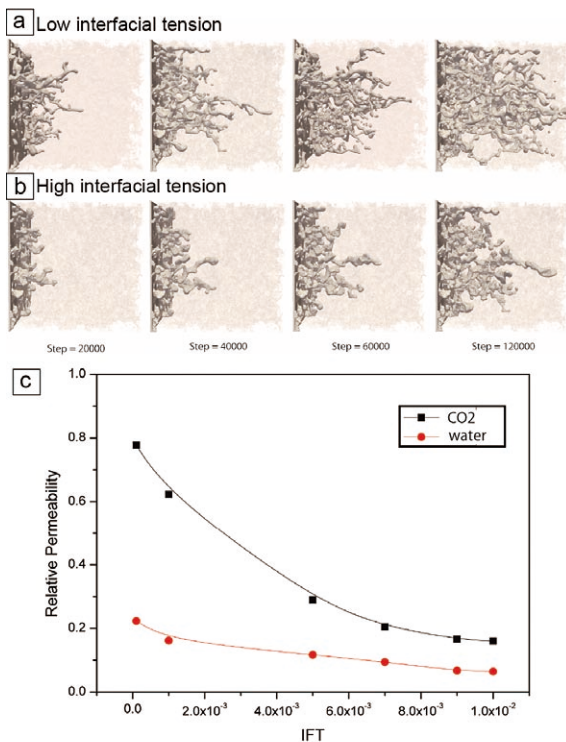 a Low interfacial tension
b High interfacial tension
Step = 20000 Step = 40000 Step = 60000 Step = 120000
c
1.0
0.8
0.6
0.4
0.2
0.0
Relative Permeability
CO2
water
0.0 2.0x10⁻³ 4.0x10⁻³ 6.0x10⁻³ 8.0x10⁻³ 1.0x10⁻²
IFT